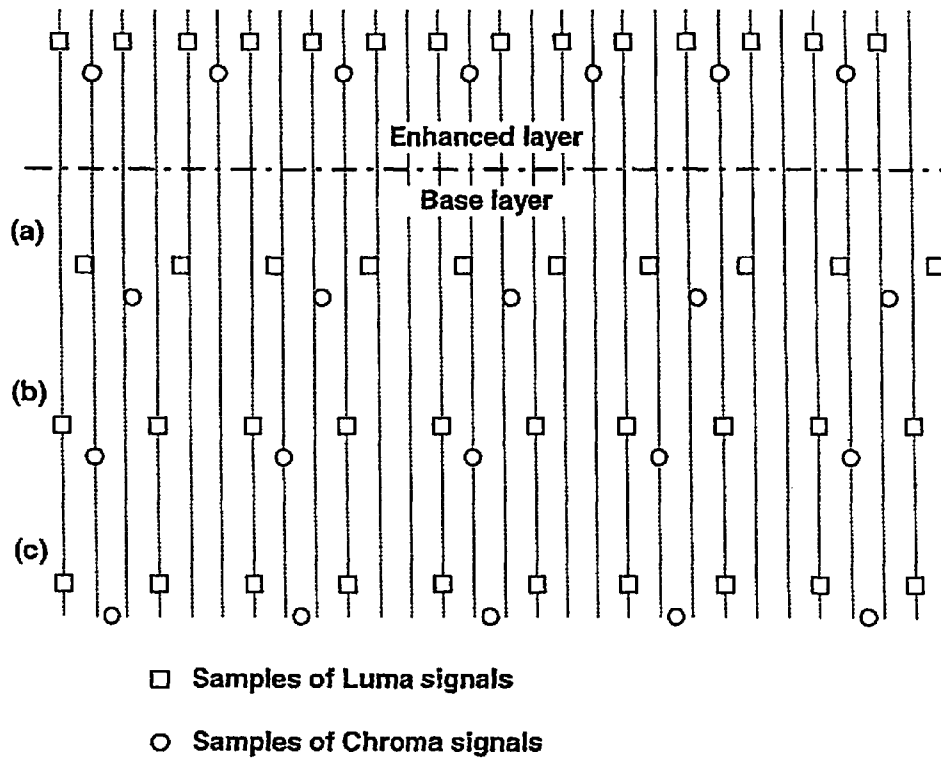 Enhanced layer
Base layer
(a)
(b)
(c)
Samples of Luma signals
Samples of Chroma signals